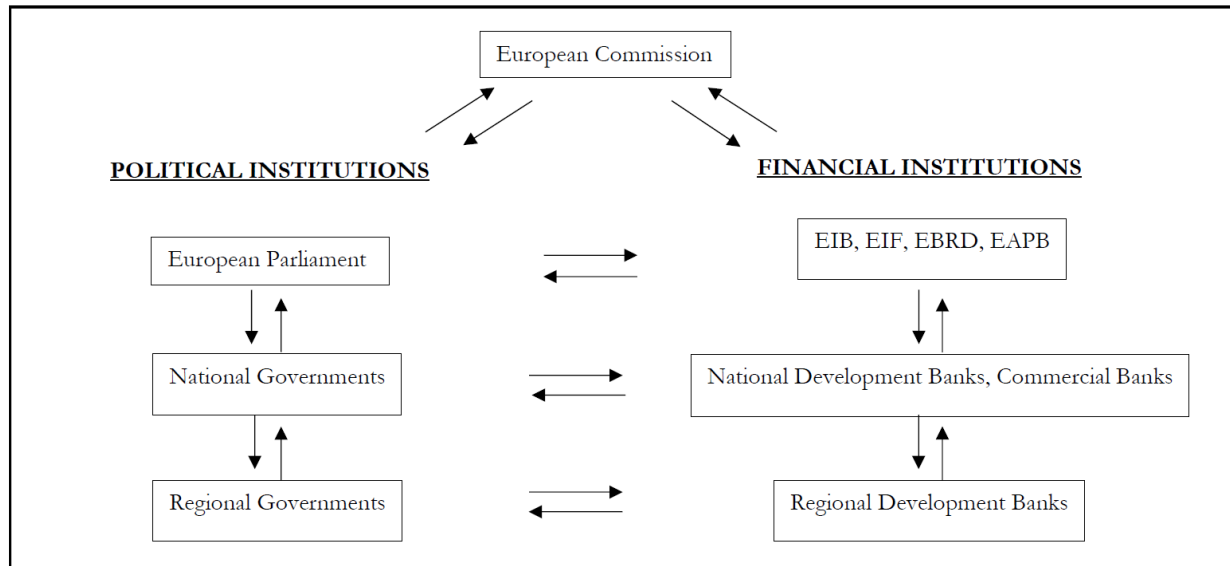 European Commission
POLITICAL INSTITUTIONS
FINANCIAL INSTITUTIONS
European Parliament
EIB, EIF, EBRD, EAPB
National Governments
National Development Banks, Commercial Banks
Regional Governments
Regional Development Banks